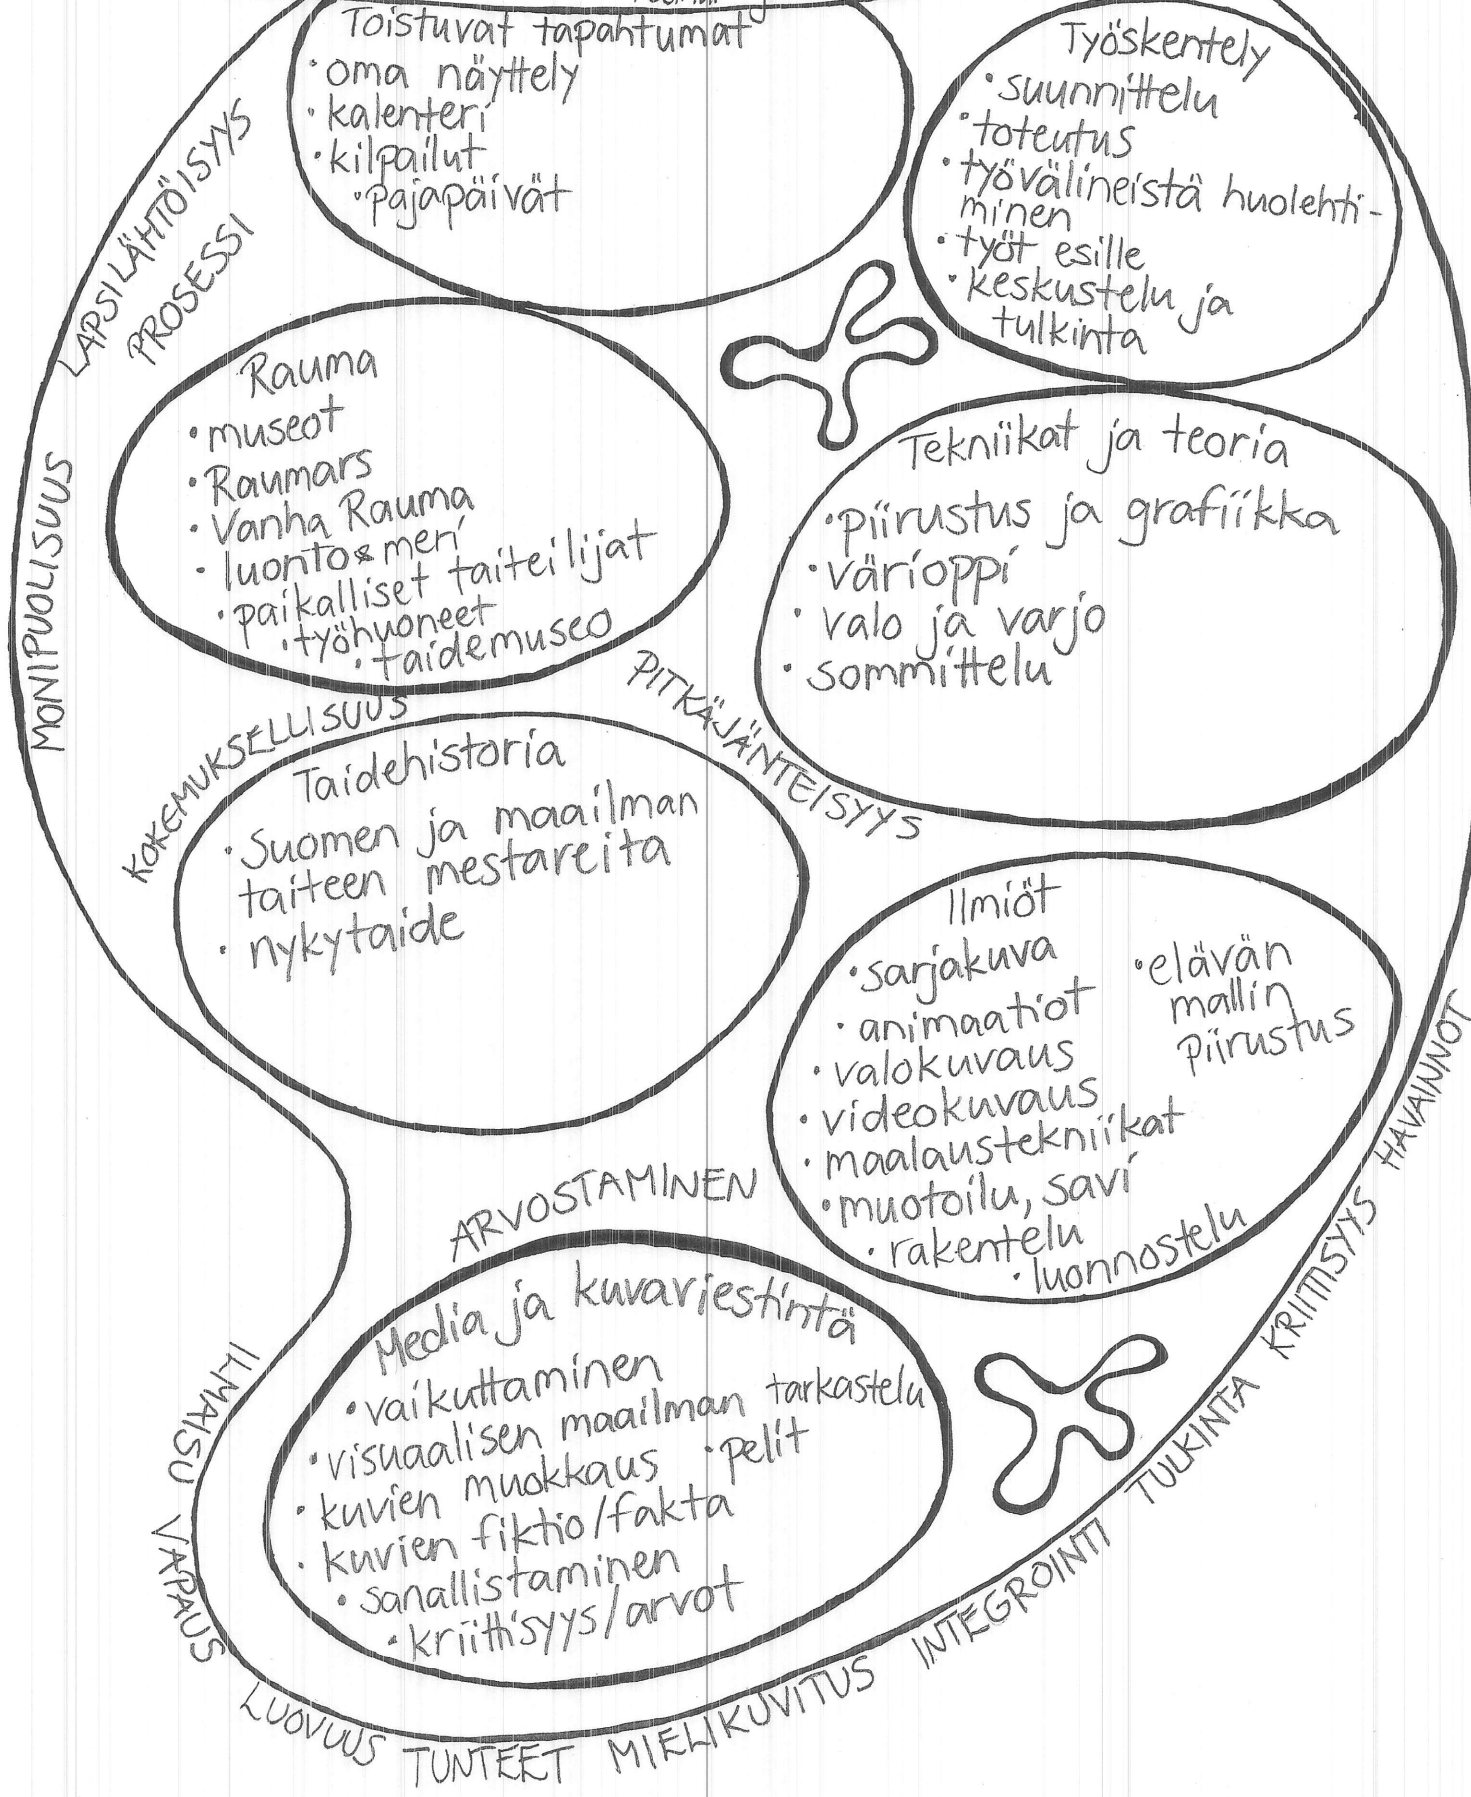 Toistuvat tapahtumat
• oma näyttely
• kalenteri
• kilpailut
• pajapäivät
Työskentely
• suunnittelu
• toteutus
• työvälineistä huolehti-
minen
• työt esille
• keskustelu ja
tulkinta
LAPSILÄHTÖISYYS
PROSESSI
Rauma
• museot
• Raumars
• Vanha Rauma
• luonto & meri
• paikalliset taiteilijat
• työhuoneet
• taidemuseo
Tekniikat ja teoria
• piirustus ja grafiikka
• värioppi
• valo ja varjo
• sommittelu
MONIPUOLISUUS
KOKEMUKSELLISUUS
PITKÄJÄNTEISYYS
Taidehistoria
• Suomen ja maailman
taiteen mestareita
• nykytaide
Ilmiöt
• sarjakuva
• animaatiot
• valokuvaus
• videokuvaus
• maalaustekniikat
• muotoilu, savi
• rakentelu
• luonnostelu
• elävän
mallin
piirustus
ARVOSTAMINEN
Media ja kuvaviestintä
• vaikuttaminen
• visuaalisen maailman tarkastelu
• kuvien muokkaus
• pelit
• kuvien fiktio/fakta
• sanallistaminen
• kriittisyys/arvot
ILMAISU VAPAUS LUOVUUS TUNTEET MIELIKUVITUS INTEGROINTI TULKINTA KRIITTISYYS HAVAINNOT